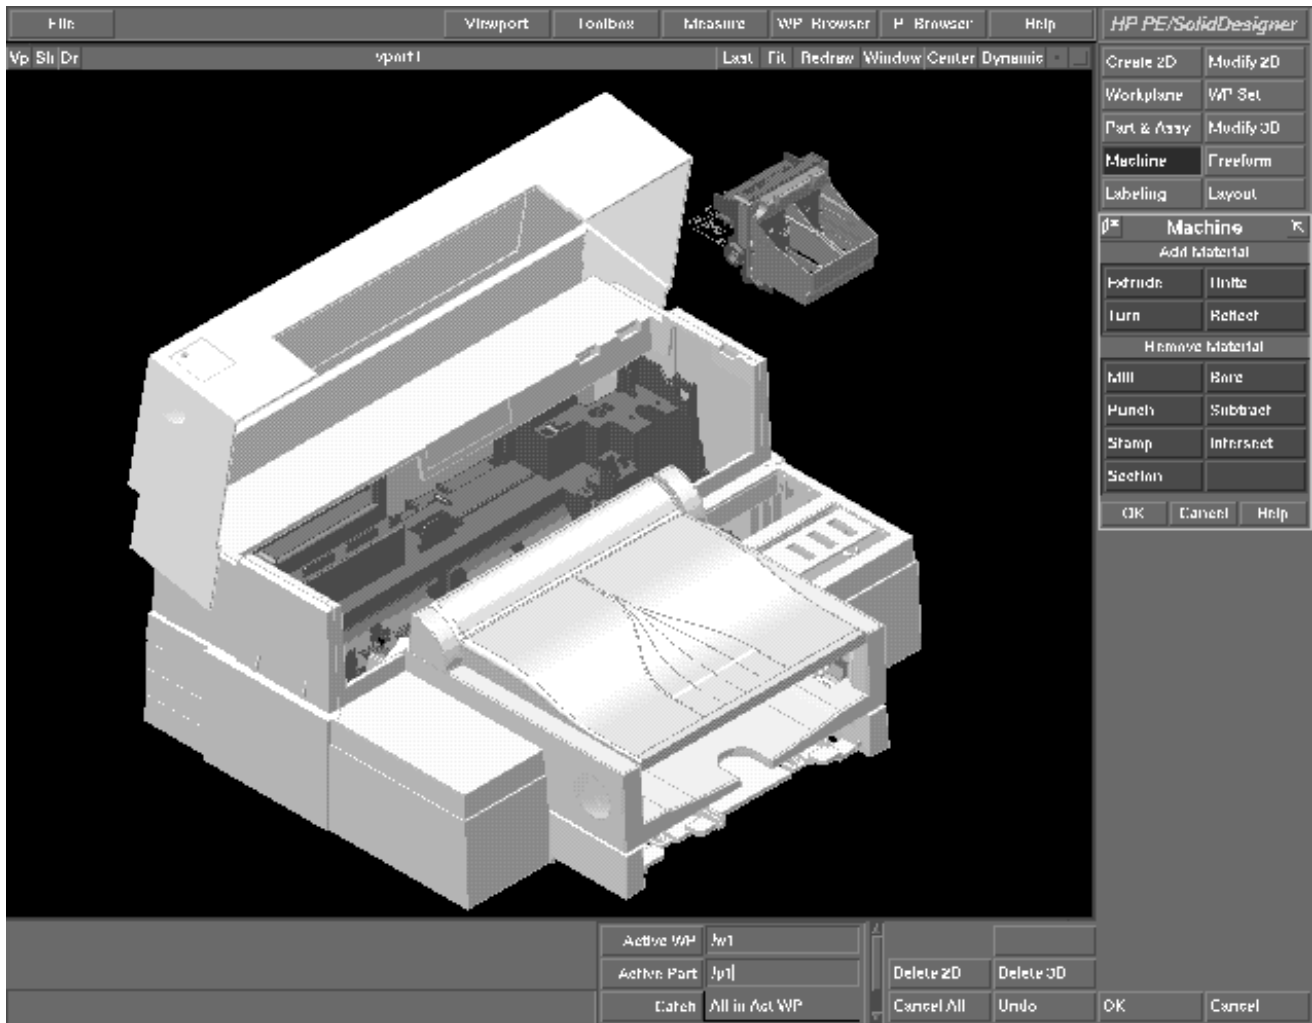 File Viewport Toolbox Measure WP Browser P Browser Help HP PE/SolidDesigner
Vp Sh Dr vport1 Last Fit Redraw Window Center Dynamic
Create 2D Modify 2D
Workplane WP Set
Part & Assy Modify 3D
Machine Freeform
Labeling Layout
Machine
Add Material
Extrude Unite
Turn Reflect
Remove Material
Mill Bore
Punch Subtract
Stamp Intersect
Section
OK Cancel Help
Active WP /w1
Active Part /p1 Delete 2D Delete 3D
Catch All in Act WP Cancel All Undo OK Cancel